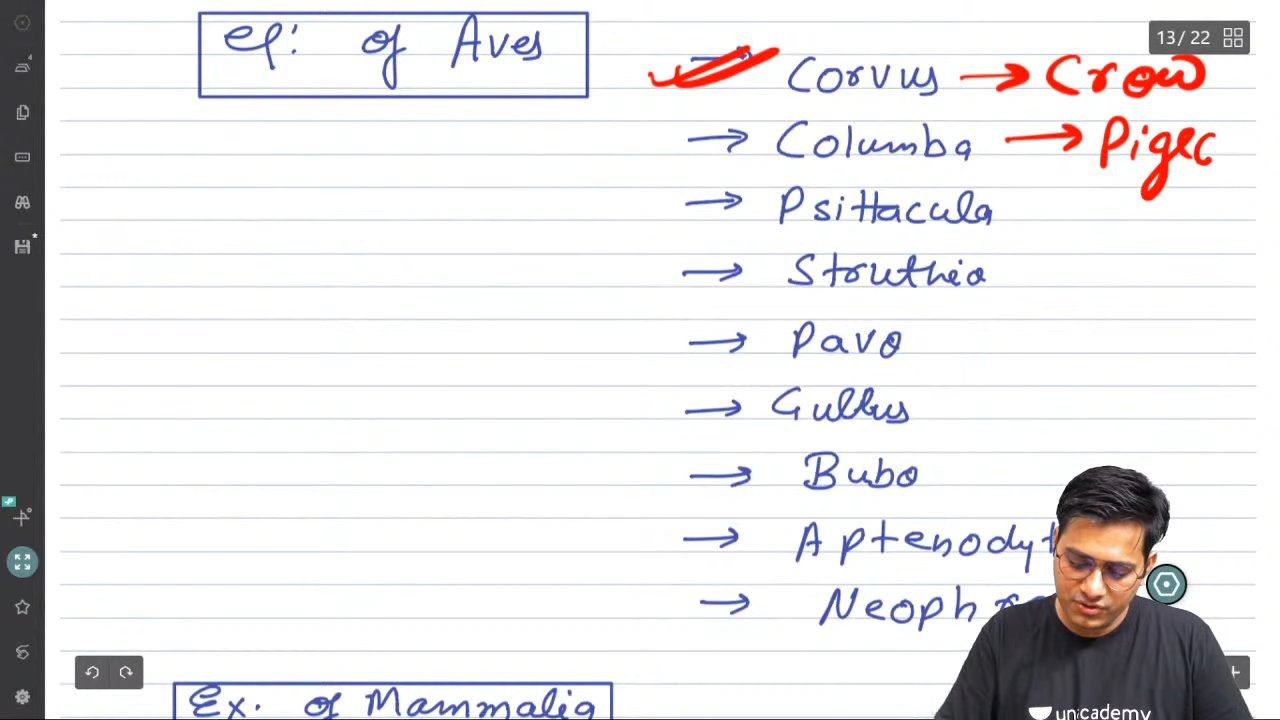 13 / 22
eg: of Aves
→ Corvus → Crow
→ Columba → Pigeo
→ Psittacula
→ Struthio
→ Pavo
→ Gullus
→ Bubo
→ Aptenodyt
→ Neoph
Ex. of Mammalia
unacademy